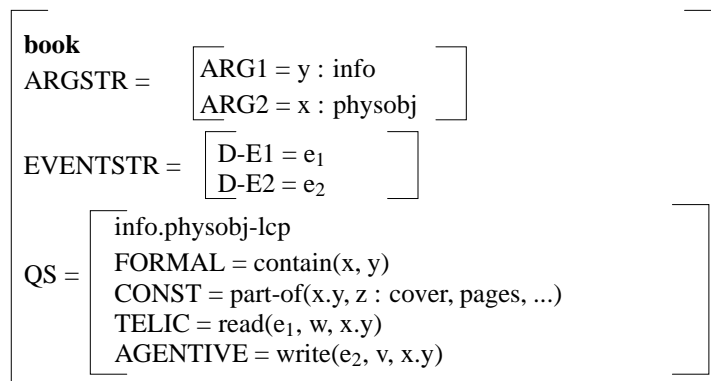 book
ARGSTR =
ARG1 = y : info
ARG2 = x : physobj
EVENTSTR =
D-E1 = e₁
D-E2 = e₂
QS =
info.physobj-lcp
FORMAL = contain(x, y)
CONST = part-of(x.y, z : cover, pages, ...)
TELIC = read(e₁, w, x.y)
AGENTIVE = write(e₂, v, x.y)